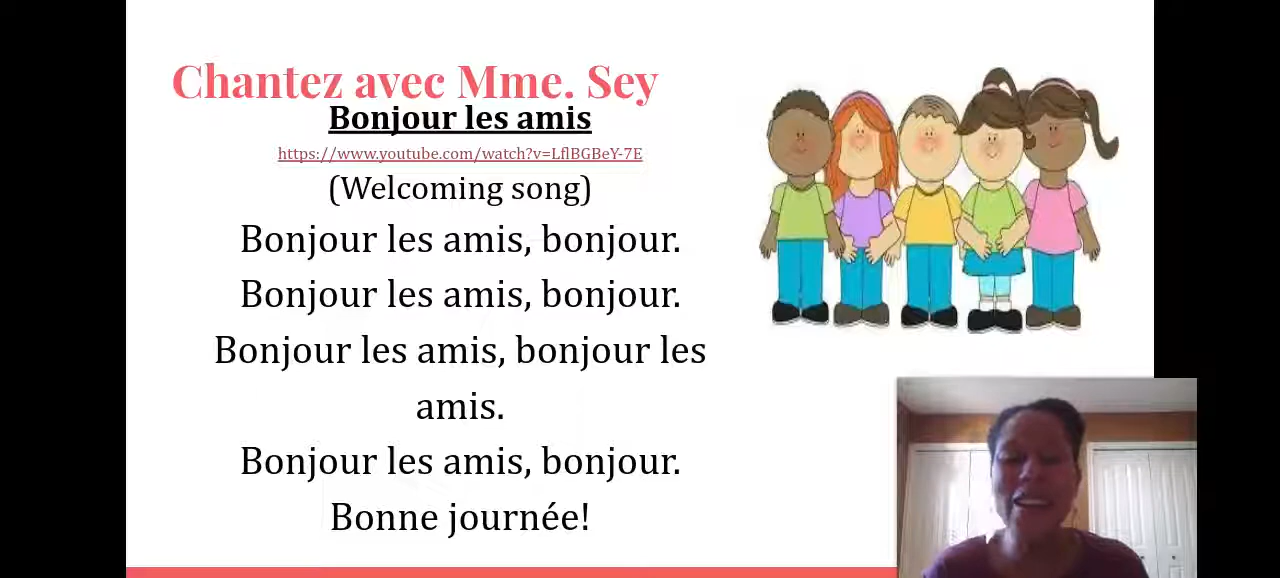 Chantez avec Mme. Sey
Bonjour les amis
https://www.youtube.com/watch?v=LflBGBeY-7E
(Welcoming song)
Bonjour les amis, bonjour.
Bonjour les amis, bonjour.
Bonjour les amis, bonjour les
amis.
Bonjour les amis, bonjour.
Bonne journée!